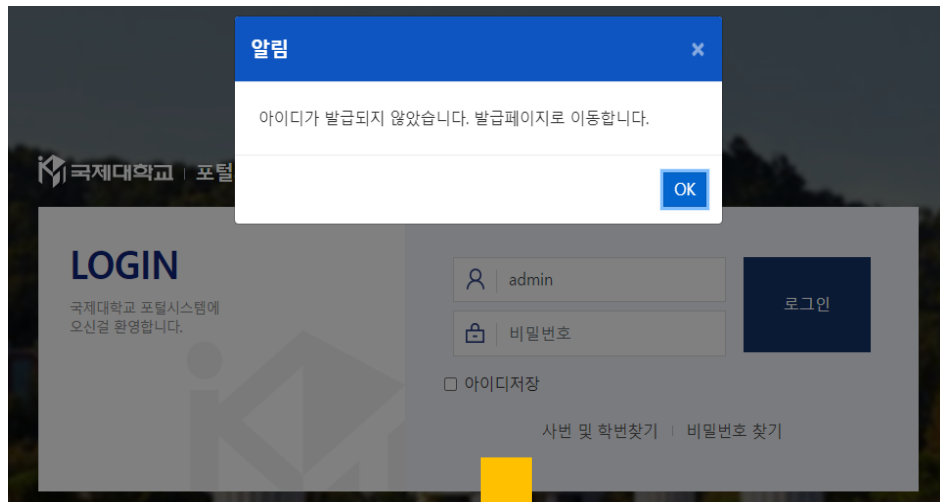 알림 ×
아이디가 발급되지 않았습니다. 발급페이지로 이동합니다.
OK
국제대학교 | 포털
LOGIN
국제대학교 포털시스템에
오신걸 환영합니다.
admin
비밀번호
로그인
아이디저장
사번 및 학번찾기 | 비밀번호 찾기